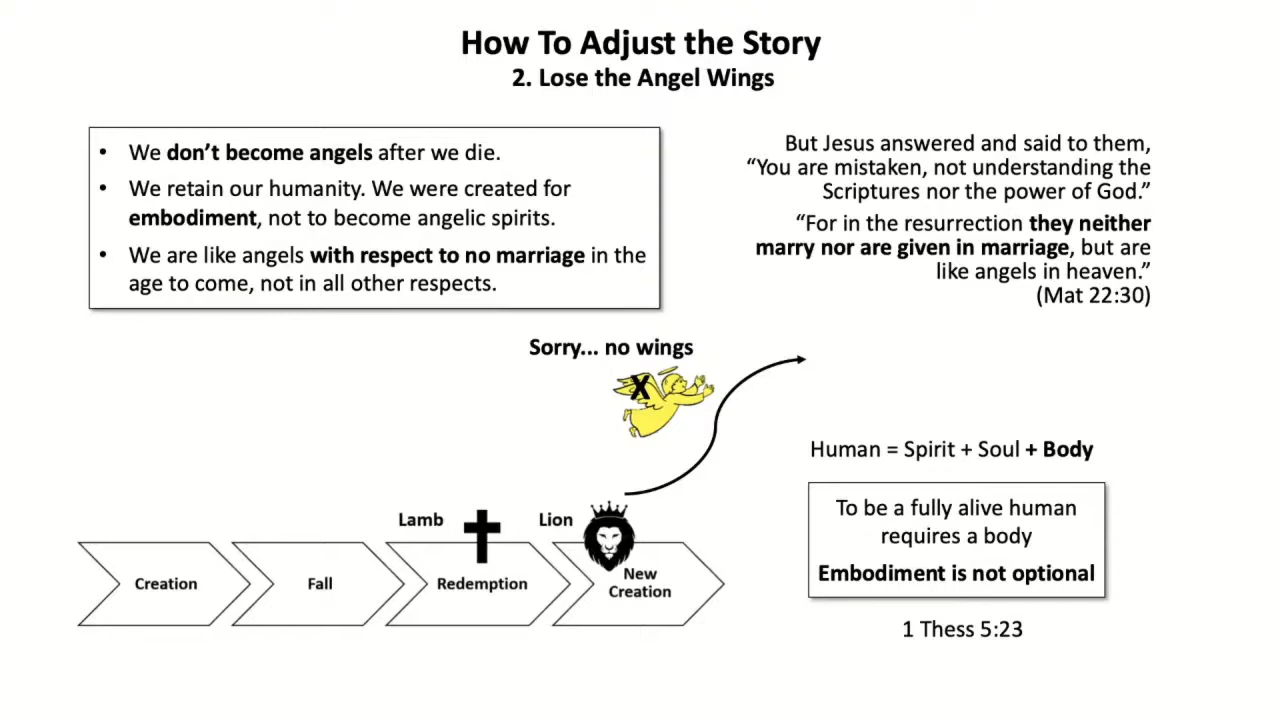 How To Adjust the Story
2. Lose the Angel Wings
• We don’t become angels after we die.
• We retain our humanity. We were created for
embodiment, not to become angelic spirits.
• We are like angels with respect to no marriage in the
age to come, not in all other respects.
But Jesus answered and said to them,
“You are mistaken, not understanding the
Scriptures nor the power of God.”
“For in the resurrection they neither
marry nor are given in marriage, but are
like angels in heaven.”
(Mat 22:30)
Sorry... no wings
X
Human = Spirit + Soul + Body
To be a fully alive human
requires a body
Embodiment is not optional
1 Thess 5:23
Lamb
Lion
Creation
Fall
Redemption
New
Creation